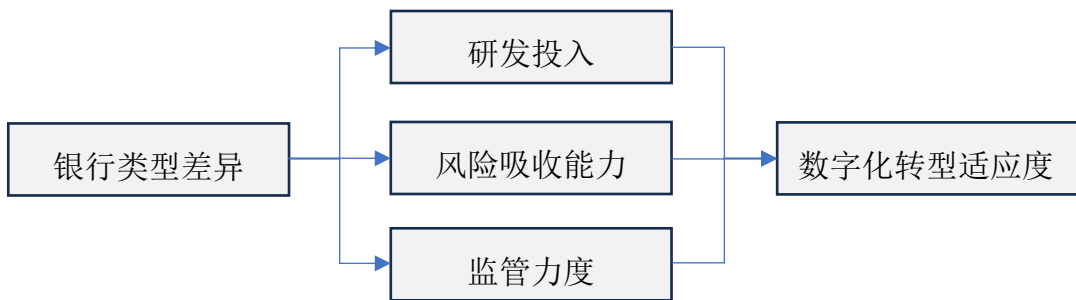 研发投入
银行类型差异
风险吸收能力
数字化转型适应度
监管力度